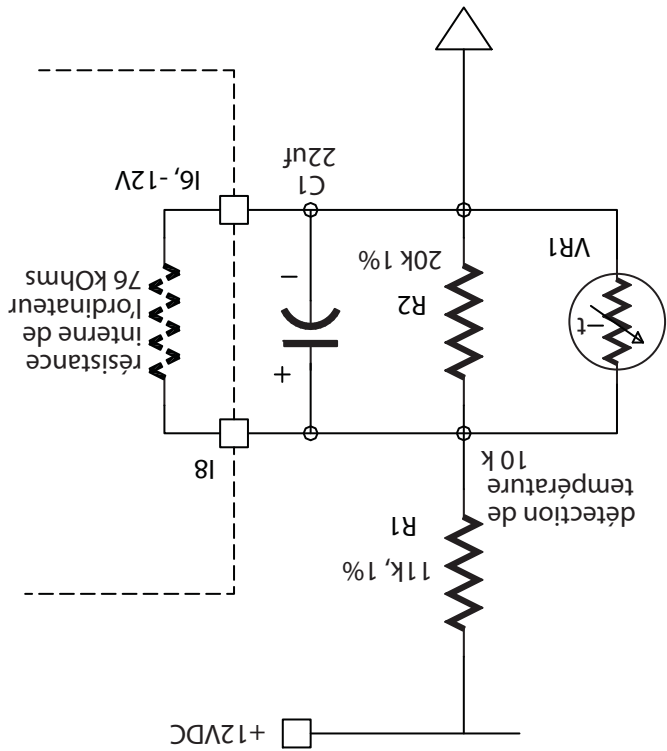 +12VDC
11k, 1%
R1
détection de
température
10 k
I8
+
résistance
interne de
l'ordinateur
76 kOhms
-t
R2
20k 1%
–
VR1
I6, -12V
C1
22uf